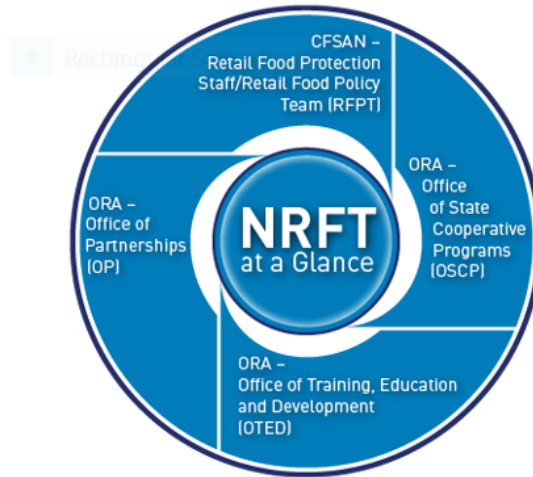 Rectangular S
CFSAN –
Retail Food Protection
Staff/Retail Food Policy
Team (RFPT)
ORA –
Office
of State
Cooperative
Programs
(OSCP)
ORA –
Office of
Partnerships
(OP)
NRFT
at a Glance
ORA –
Office of Training, Education
and Development
(OTED)